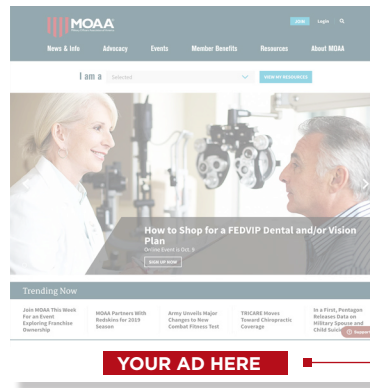 MOAA
JOIN
Login
News & Info
Advocacy
Events
Member Benefits
Resources
About MOAA
I am a
Selected
VIEW MY RESOURCES
How to Shop for a FEDVIP Dental and/or Vision
Plan
Online Event is Oct. 9
SIGN UP NOW
Trending Now
Join MOAA This Week
For an Event
Exploring Franchise
Ownership
MOAA Partners With
Redskins for 2019
Season
Army Unveils Major
Changes to New
Combat Fitness Test
TRICARE Moves
Toward Chiropractic
Coverage
In a First, Pentagon
Releases Data on
Military Spouse and
Child
Support
YOUR AD HERE